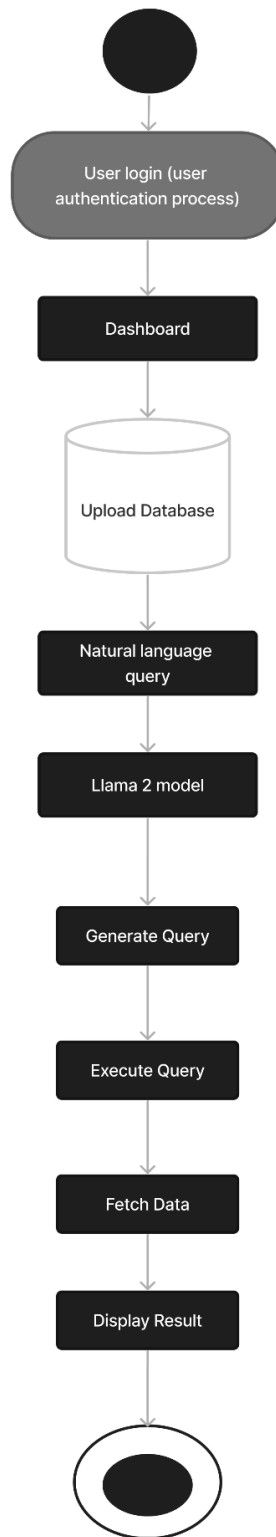 User login (user
authentication process)
Dashboard
Upload Database
Natural language
query
Llama 2 model
Generate Query
Execute Query
Fetch Data
Display Result